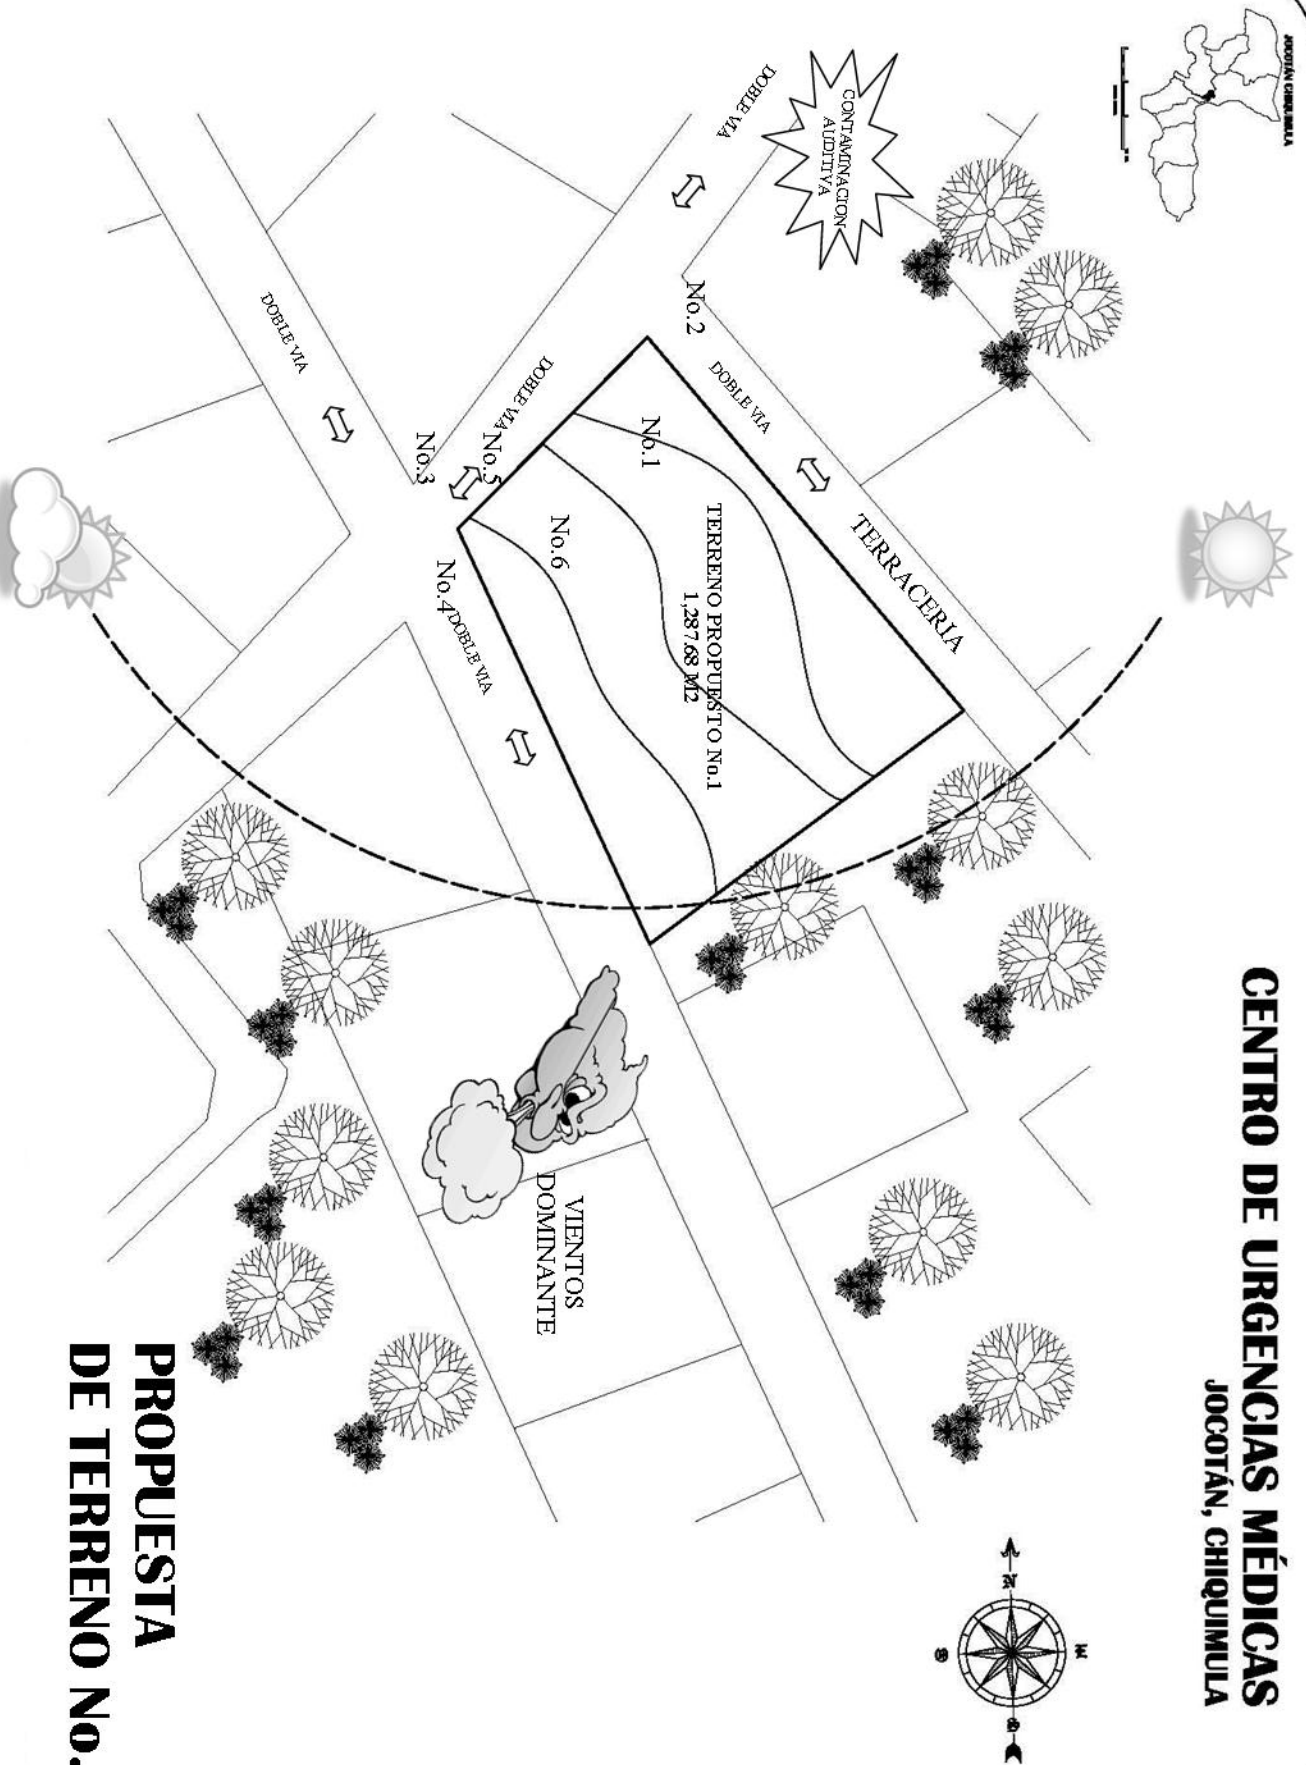 JOCOTÁN CHIQUIMULA
CENTRO DE URGENCIAS MÉDICAS
JOCOTÁN, CHIQUIMULA
CONTAMINACION
AUDITIVA
DOBLE VIA
No.2
DOBLE VIA
TERRACERIA
DOBLE VIA
No.5
No.3
DOBLE VIA
No.1
No.6
TERRENO PROPUESTO No.1
1,287.68 M2
No.4
DOBLE VIA
VIENTOS
DOMINANTE
N
E
S
PROPUESTA
DE TERRENO No.